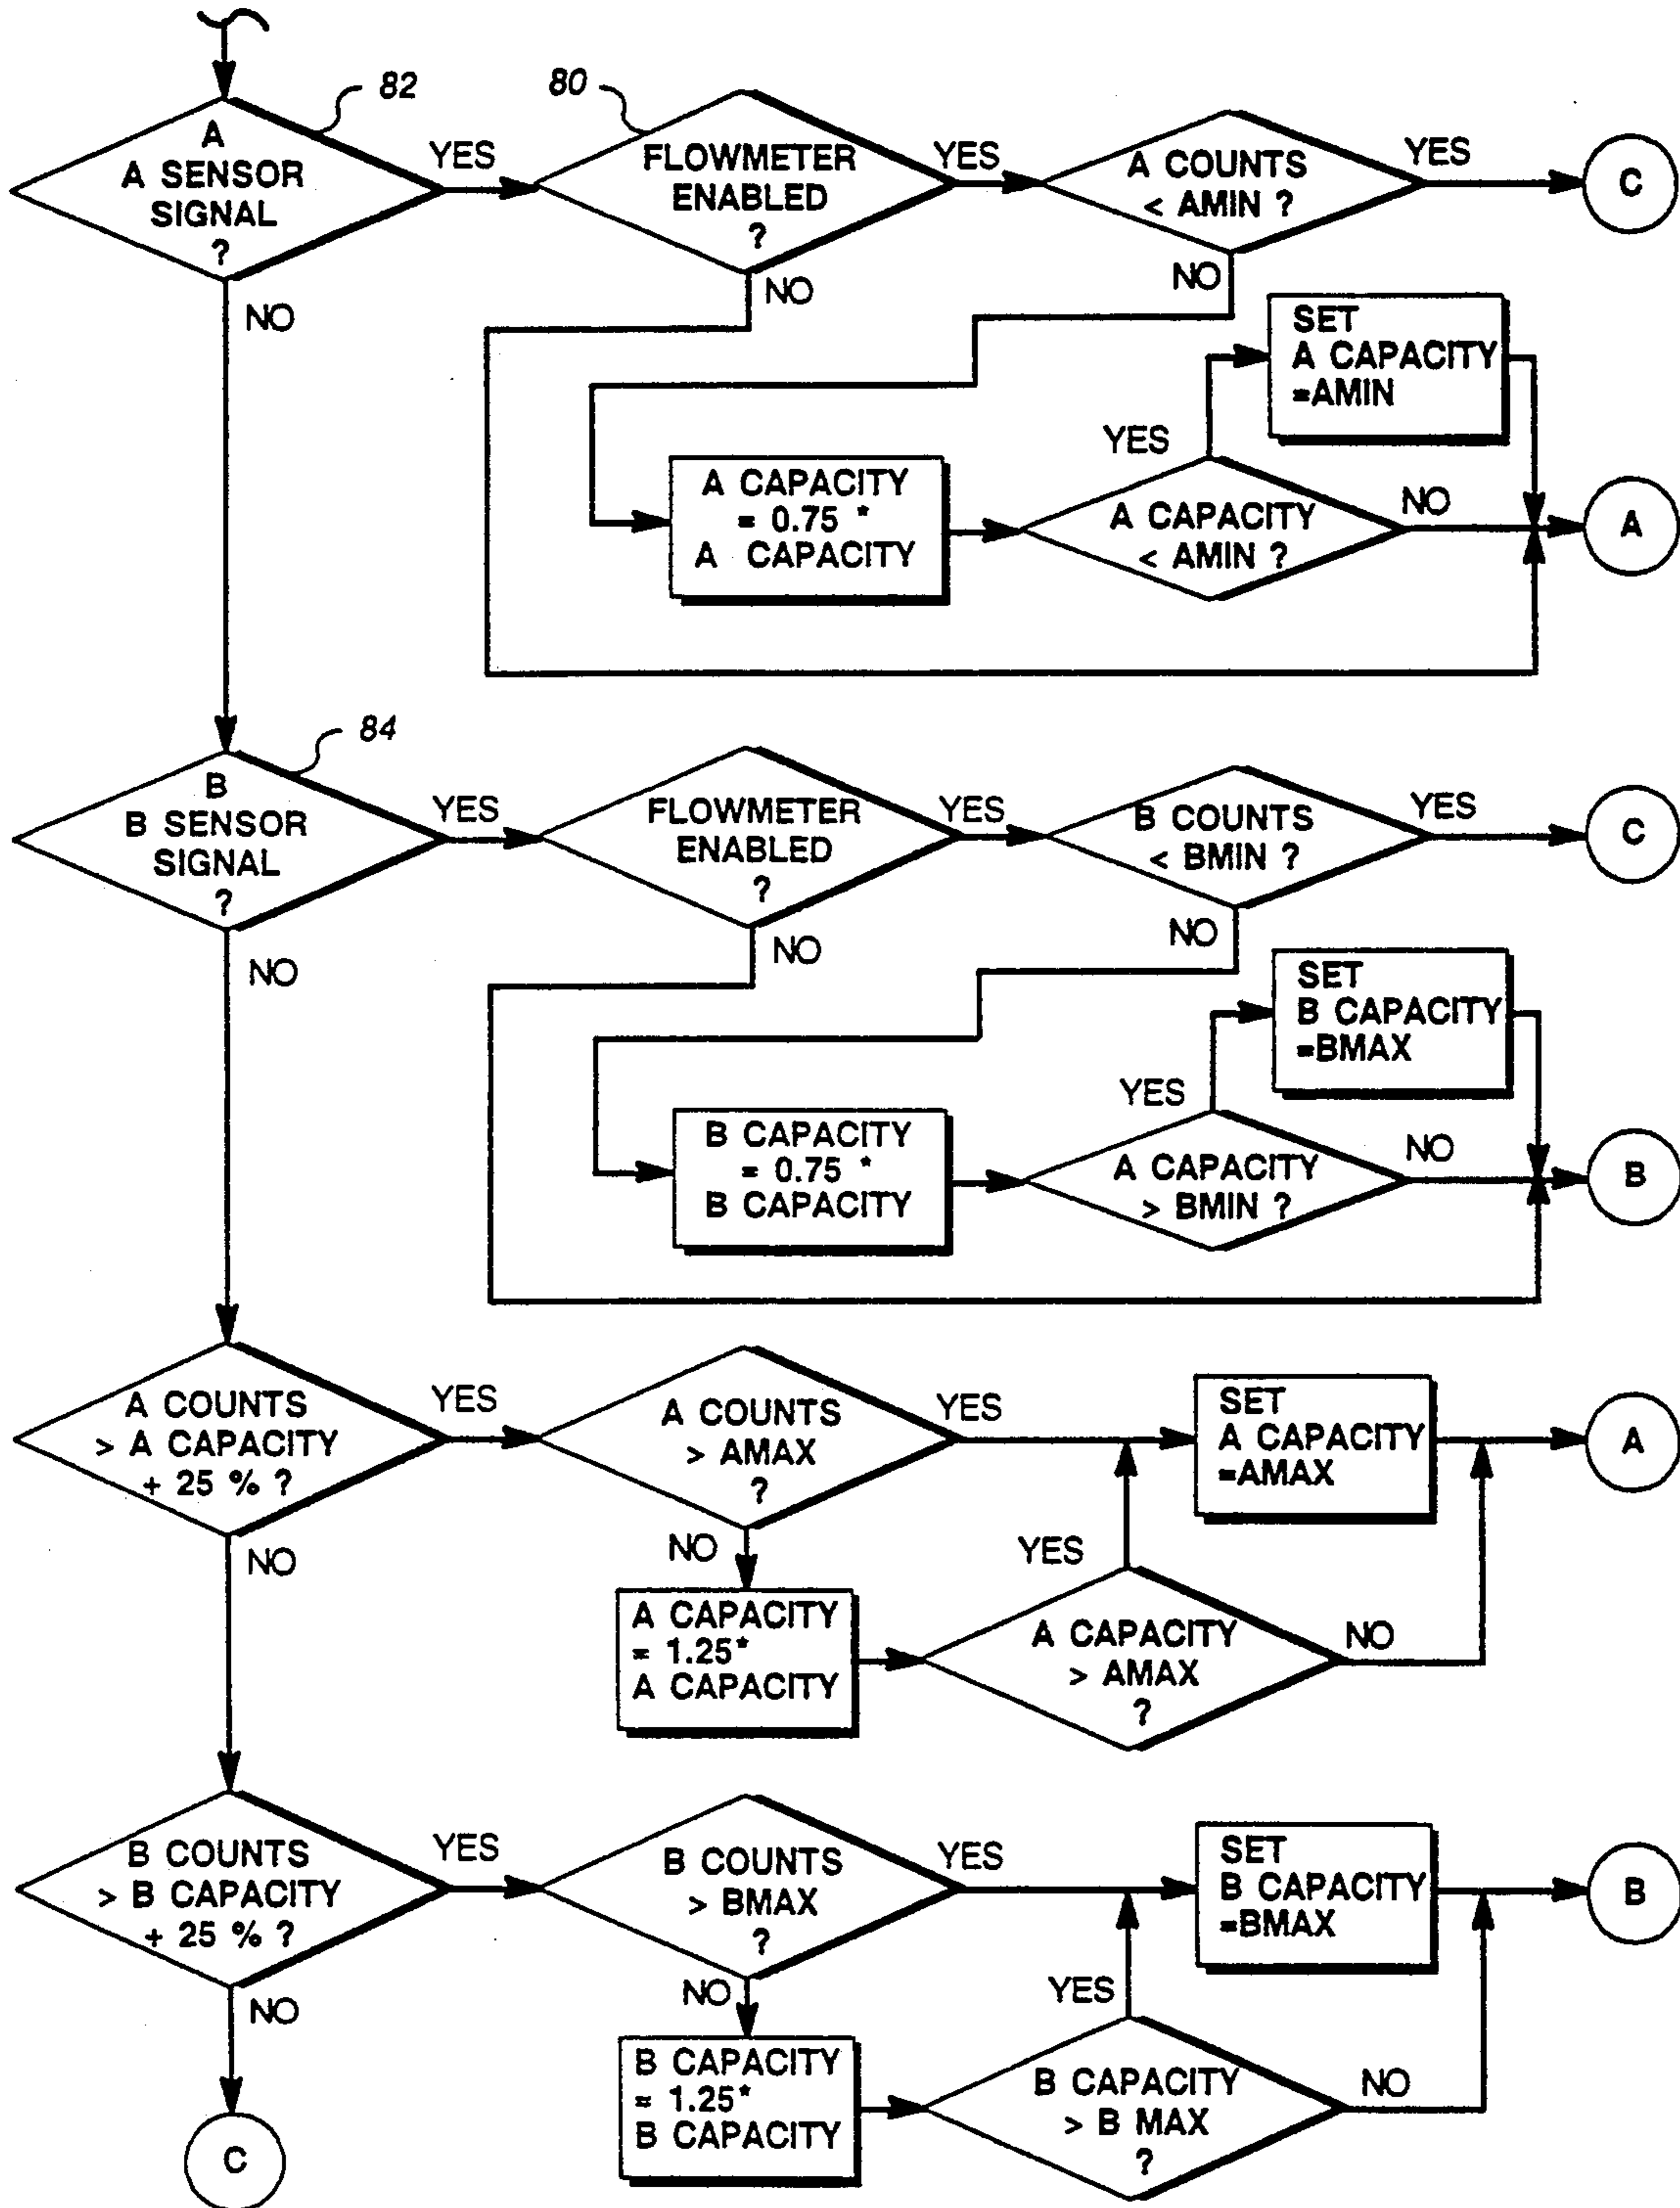 82
80
A
A SENSOR
SIGNAL
?
YES
FLOWMETER
ENABLED
?
YES
A COUNTS
< AMIN ?
YES
C
NO
NO
NO
SET
A CAPACITY
=AMIN
YES
A CAPACITY
= 0.75 *
A CAPACITY
A CAPACITY
< AMIN ?
NO
A
84
B
B SENSOR
SIGNAL
?
YES
FLOWMETER
ENABLED
?
YES
B COUNTS
< BMIN ?
YES
C
NO
NO
NO
SET
B CAPACITY
=BMAX
YES
B CAPACITY
= 0.75 *
B CAPACITY
A CAPACITY
> BMIN ?
NO
B
A COUNTS
> A CAPACITY
+ 25 % ?
YES
A COUNTS
> AMAX
?
YES
SET
A CAPACITY
=AMAX
A
NO
NO
YES
A CAPACITY
= 1.25*
A CAPACITY
A CAPACITY
> AMAX
?
NO
B COUNTS
> B CAPACITY
+ 25 % ?
YES
B COUNTS
> BMAX
?
YES
SET
B CAPACITY
=BMAX
B
NO
NO
YES
B CAPACITY
= 1.25*
B CAPACITY
B CAPACITY
> B MAX
?
NO
C